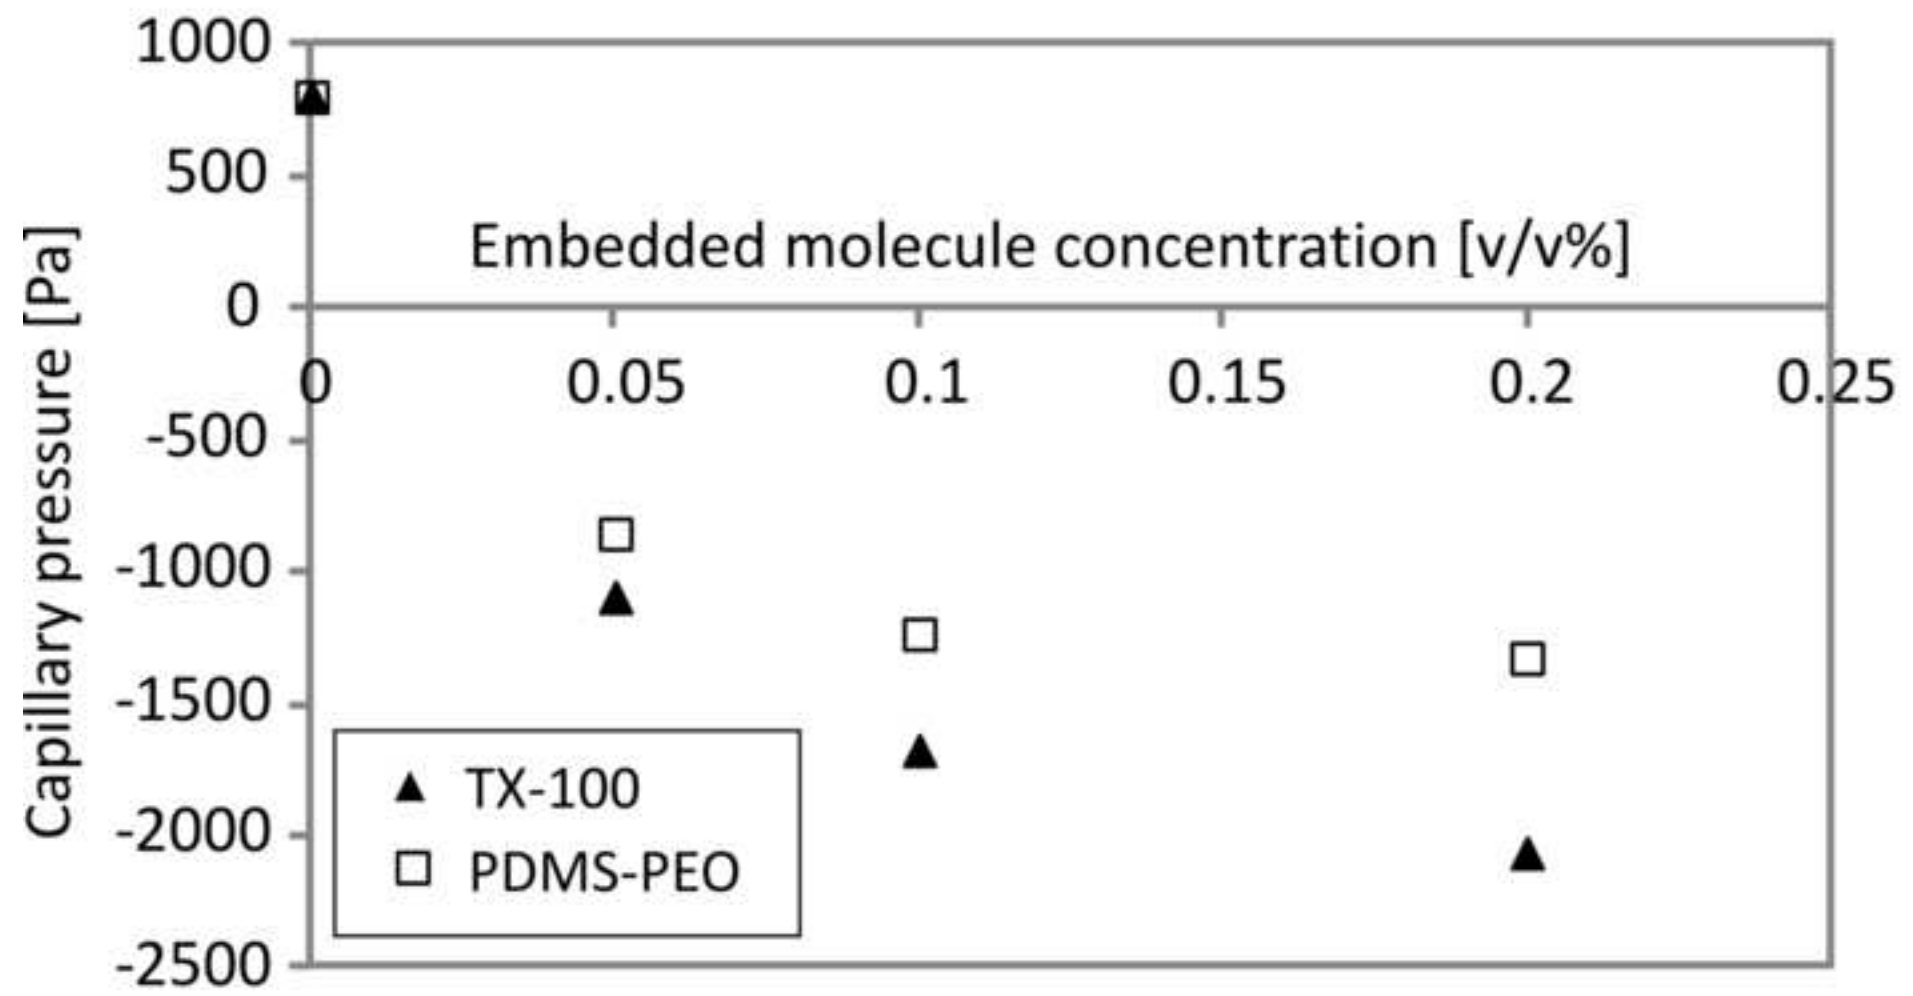 1000
500
Embedded molecule concentration [v/v%]
0
0 0.05 0.1 0.15 0.2 0.25
-500
-1000
-1500
-2000
-2500
Capillary pressure [Pa]
TX-100
PDMS-PEO